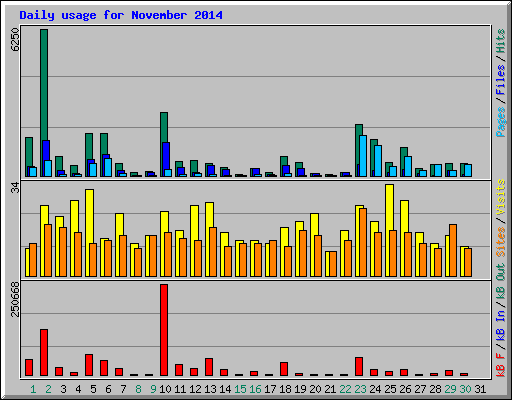 Daily usage for November 2014
6250
Pages / Files / Hits
34
Sites / Visits
250668
kB F / kB In / kB Out
1 2 3 4 5 6 7 8 9 10 11 12 13 14 15 16 17 18 19 20 21 22 23 24 25 26 27 28 29 30 31